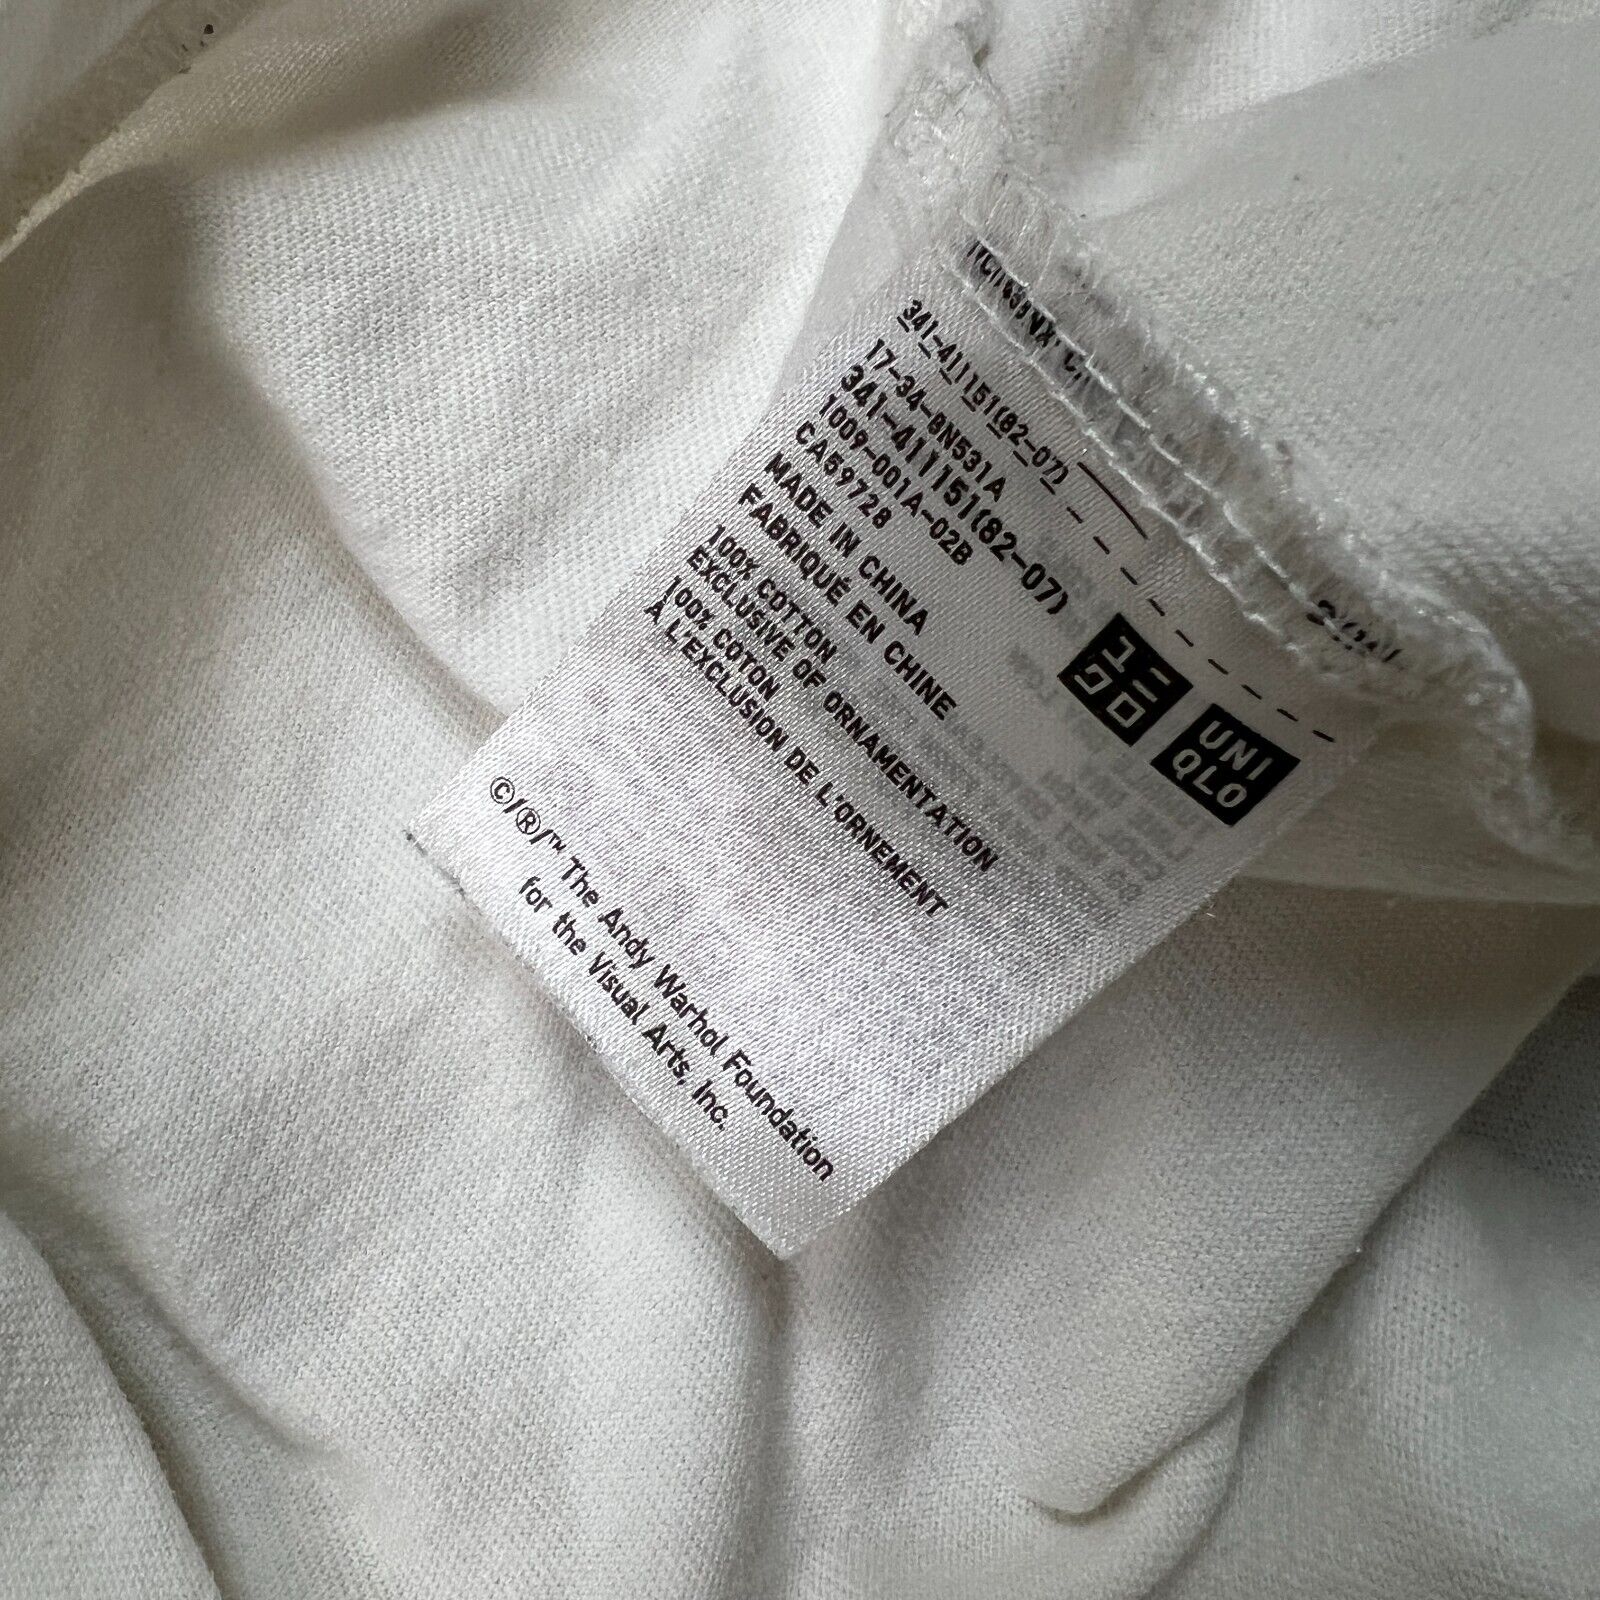 341-411151(82-07)
17-34-8N531A
341-411151(82-07)
1009-001A-02B
CA59728
MADE IN CHINA
FABRIQUÉ EN CHINE
100% COTTON
EXCLUSIVE OF ORNAMENTATION
100% COTON
À L'EXCLUSION DE L'ORNEMENT
ユニ
クロ
UNI
QLO
©/®/™ The Andy Warhol Foundation
for the Visual Arts, Inc.